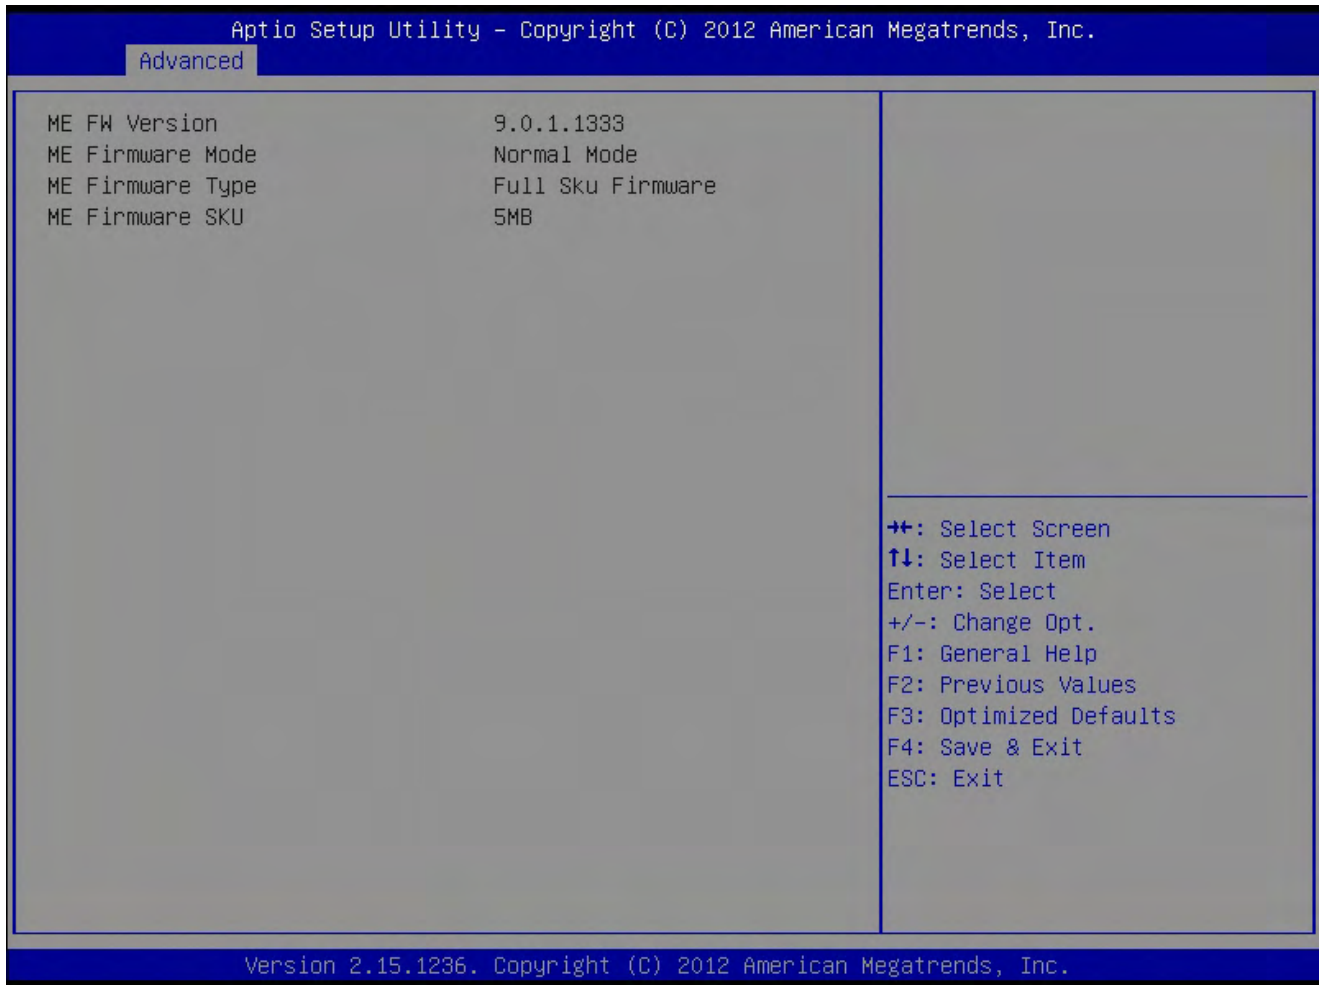 Aptio Setup Utility – Copyright (C) 2012 American Megatrends, Inc.
Advanced
ME FW Version 9.0.1.1333
ME Firmware Mode Normal Mode
ME Firmware Type Full Sku Firmware
ME Firmware SKU 5MB
→←: Select Screen
↑↓: Select Item
Enter: Select
+/-: Change Opt.
F1: General Help
F2: Previous Values
F3: Optimized Defaults
F4: Save & Exit
ESC: Exit
Version 2.15.1236. Copyright (C) 2012 American Megatrends, Inc.